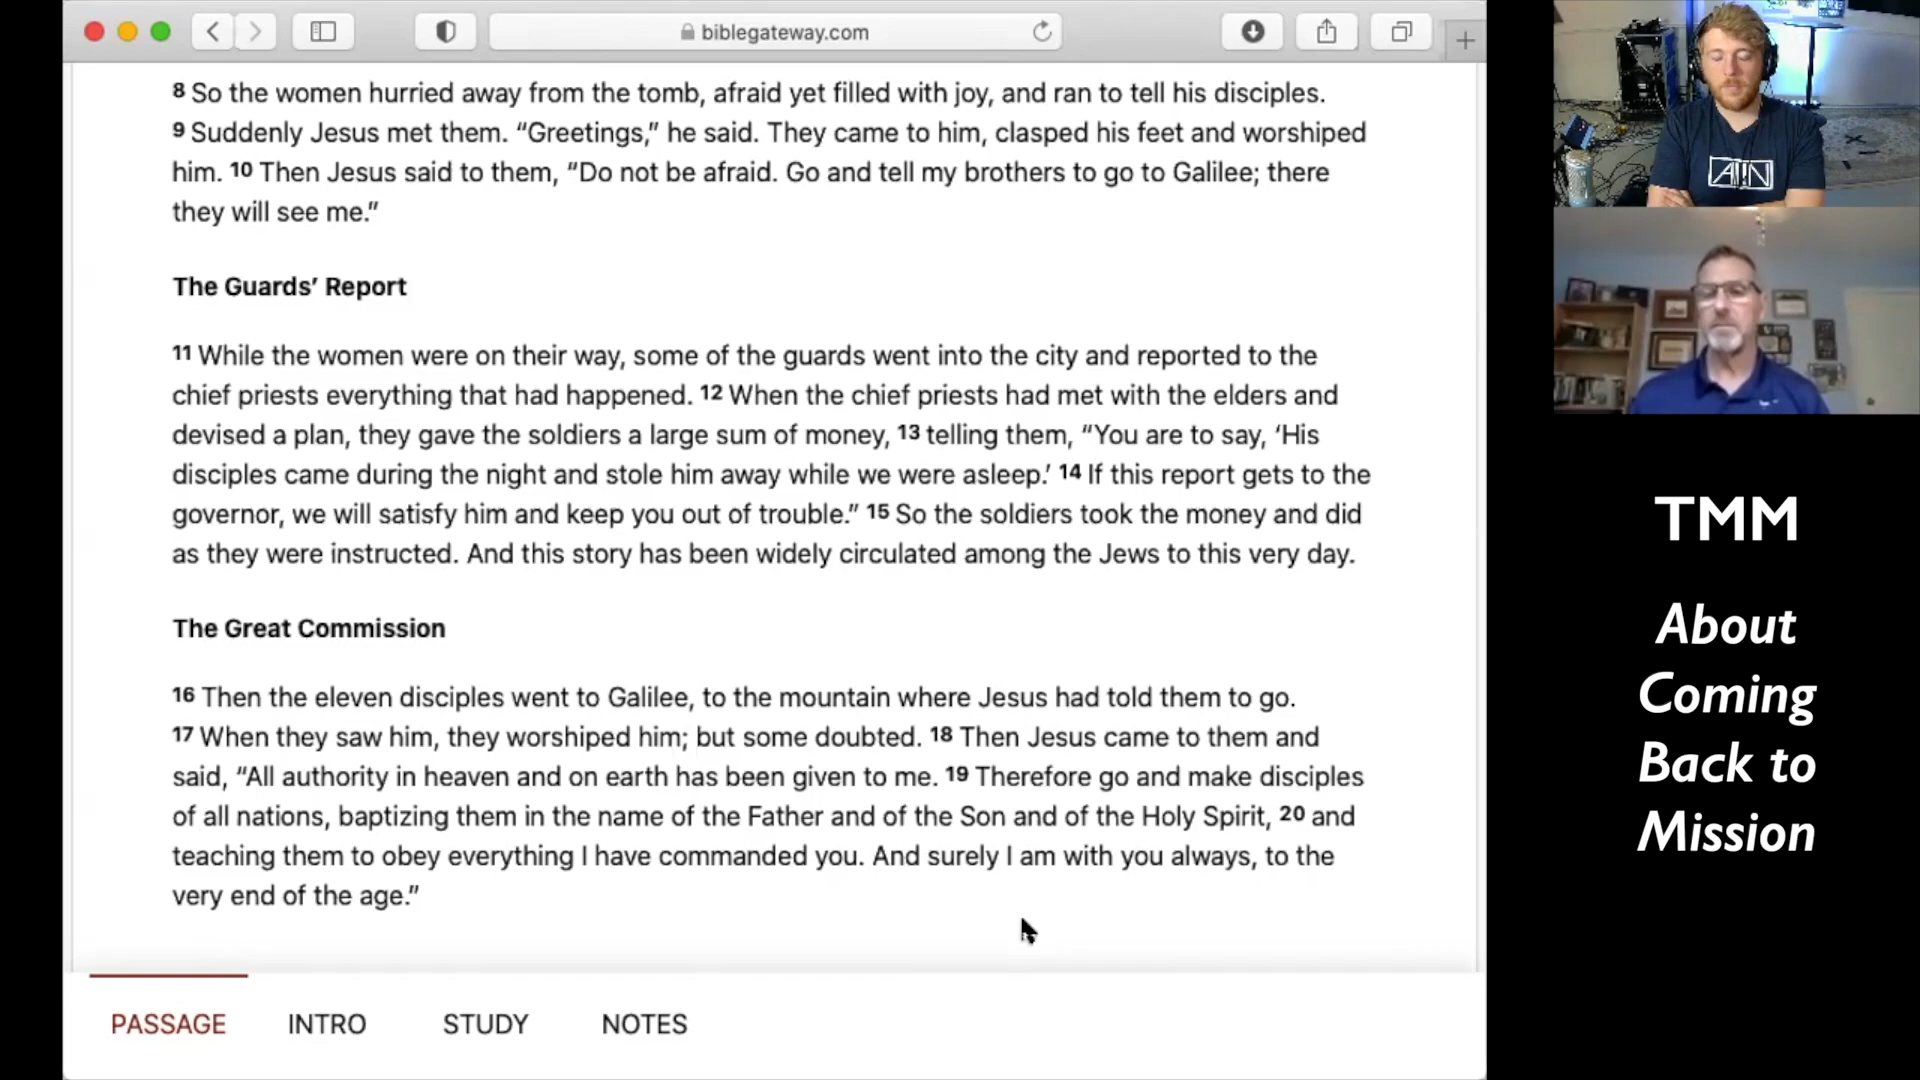 biblegateway.com
8 So the women hurried away from the tomb, afraid yet filled with joy, and ran to tell his disciples.
9 Suddenly Jesus met them. “Greetings,” he said. They came to him, clasped his feet and worshiped
him. 10 Then Jesus said to them, “Do not be afraid. Go and tell my brothers to go to Galilee; there
they will see me.”
The Guards’ Report
11 While the women were on their way, some of the guards went into the city and reported to the
chief priests everything that had happened. 12 When the chief priests had met with the elders and
devised a plan, they gave the soldiers a large sum of money, 13 telling them, “You are to say, ‘His
disciples came during the night and stole him away while we were asleep.’ 14 If this report gets to the
governor, we will satisfy him and keep you out of trouble.” 15 So the soldiers took the money and did
as they were instructed. And this story has been widely circulated among the Jews to this very day.
The Great Commission
16 Then the eleven disciples went to Galilee, to the mountain where Jesus had told them to go.
17 When they saw him, they worshiped him; but some doubted. 18 Then Jesus came to them and
said, “All authority in heaven and on earth has been given to me. 19 Therefore go and make disciples
of all nations, baptizing them in the name of the Father and of the Son and of the Holy Spirit, 20 and
teaching them to obey everything I have commanded you. And surely I am with you always, to the
very end of the age.”
PASSAGE INTRO STUDY NOTES
TMM
About
Coming
Back to
Mission